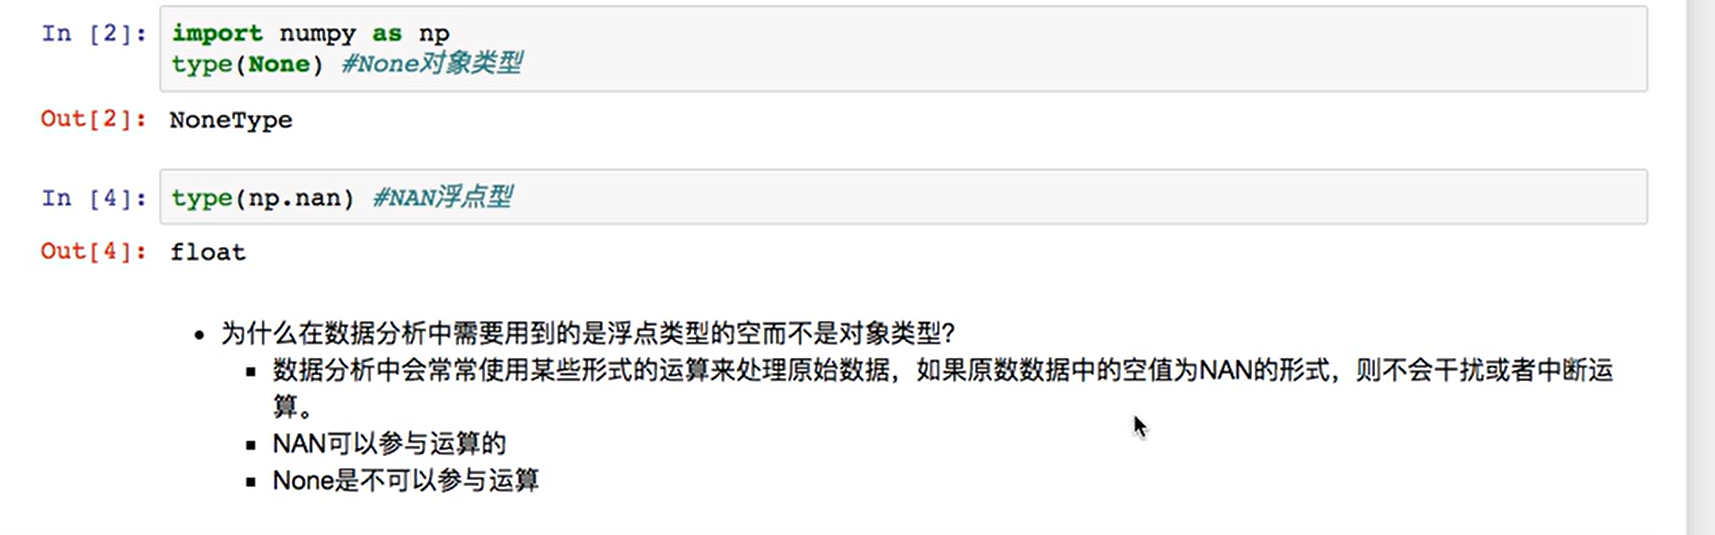 In [2]: import numpy as np
type(None) #None对象类型
Out[2]: NoneType
In [4]: type(np.nan) #NAN浮点型
Out[4]: float
• 为什么在数据分析中需要用到的是浮点类型的空而不是对象类型?
▪ 数据分析中会常常使用某些形式的运算来处理原始数据，如果原数数据中的空值为NAN的形式，则不会干扰或者中断运
算。
▪ NAN可以参与运算的
▪ None是不可以参与运算